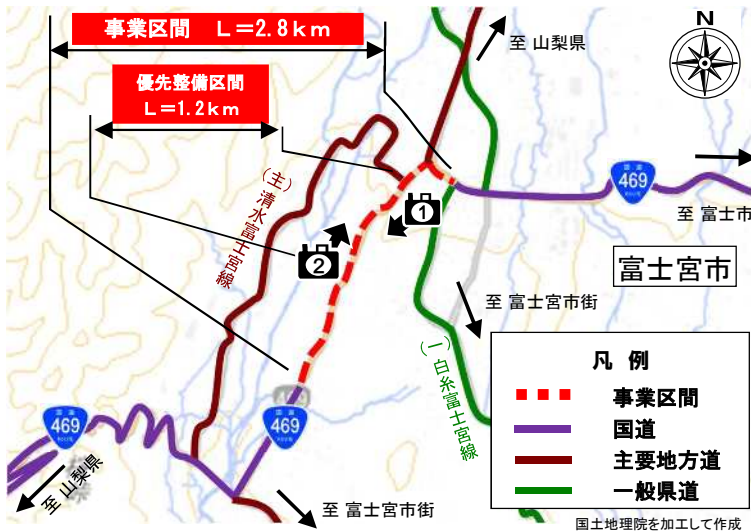 事業区間 L=2.8km
優先整備区間
L=1.2km
至 山梨県
N
469
至 富士市
富士宮市
(主)清水富士宮線
①
②
至 富士宮市街
(一)白糸富士宮線
469
469
至 山梨県
至 富士宮市街
凡 例
事業区間
国道
主要地方道
一般県道
国土地理院を加工して作成